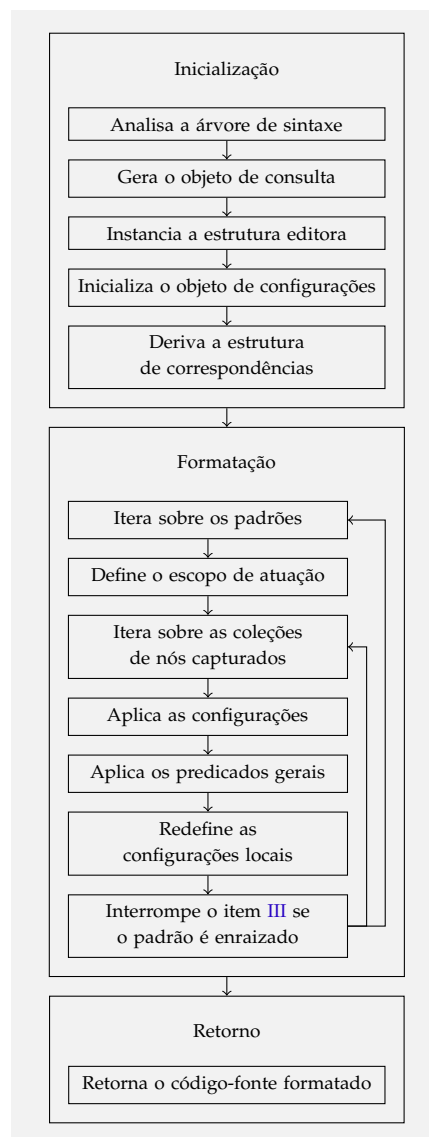 Inicialização
Analisa a árvore de sintaxe
Gera o objeto de consulta
Instancia a estrutura editora
Inicializa o objeto de configurações
Deriva a estrutura
de correspondências
Formatação
Itera sobre os padrões
Define o escopo de atuação
Itera sobre as coleções
de nós capturados
Aplica as configurações
Aplica os predicados gerais
Redefine as
configurações locais
Interrompe o item III se
o padrão é enraizado
Retorno
Retorna o código-fonte formatado